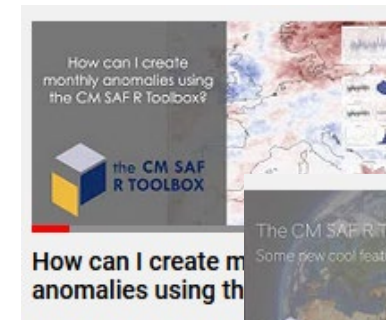 How can I create
monthly anomalies using
the CM SAF R Toolbox?
the CM SAF
R TOOLBOX
The CM SAF R T
Some new cool feat
How can I create m
anomalies using th